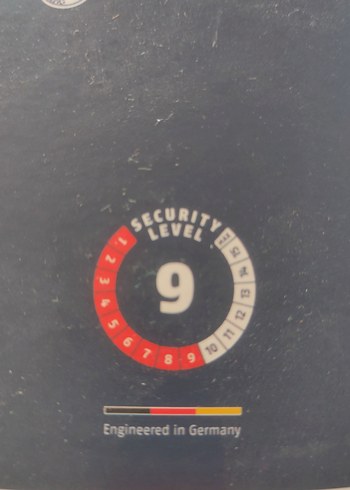 SECURITY
LEVEL
9
1 2 3 4 5 6 7 8 9 10 11 12 13 14 15 MAX
Engineered in Germany